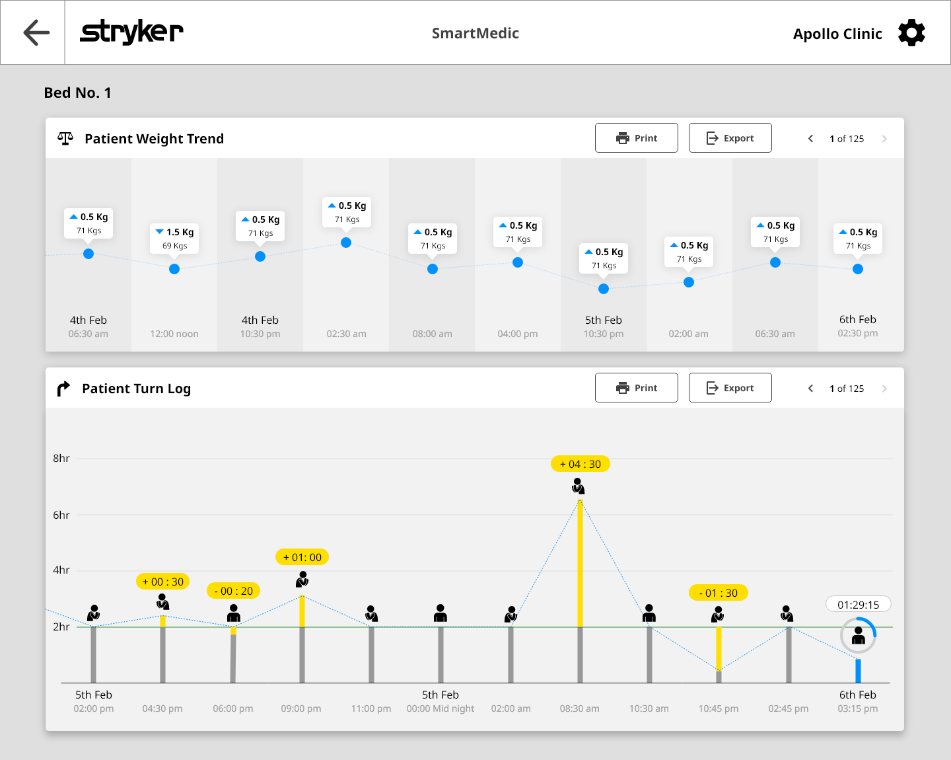 stryker
SmartMedic
Apollo Clinic
Bed No. 1
Patient Weight Trend
Print
Export
1 of 125
0.5 Kg
71 Kgs
1.5 Kg
69 Kgs
0.5 Kg
71 Kgs
0.5 Kg
71 Kgs
0.5 Kg
71 Kgs
0.5 Kg
71 Kgs
0.5 Kg
71 Kgs
0.5 Kg
71 Kgs
0.5 Kg
71 Kgs
0.5 Kg
71 Kgs
4th Feb
06:30 am
12:00 noon
4th Feb
10:30 pm
02:30 am
08:00 am
04:00 pm
5th Feb
10:30 pm
02:00 am
06:30 am
6th Feb
02:30 pm
Patient Turn Log
Print
Export
1 of 125
8hr
6hr
4hr
2hr
+ 00 : 30
- 00 : 20
+ 01: 00
+ 04 : 30
- 01 : 30
01:29:15
5th Feb
02:00 pm
04:30 pm
06:00 pm
09:00 pm
11:00 pm
5th Feb
00:00 Mid night
02:00 am
08:30 am
10:30 am
10:45 pm
02:45 pm
6th Feb
03:15 pm